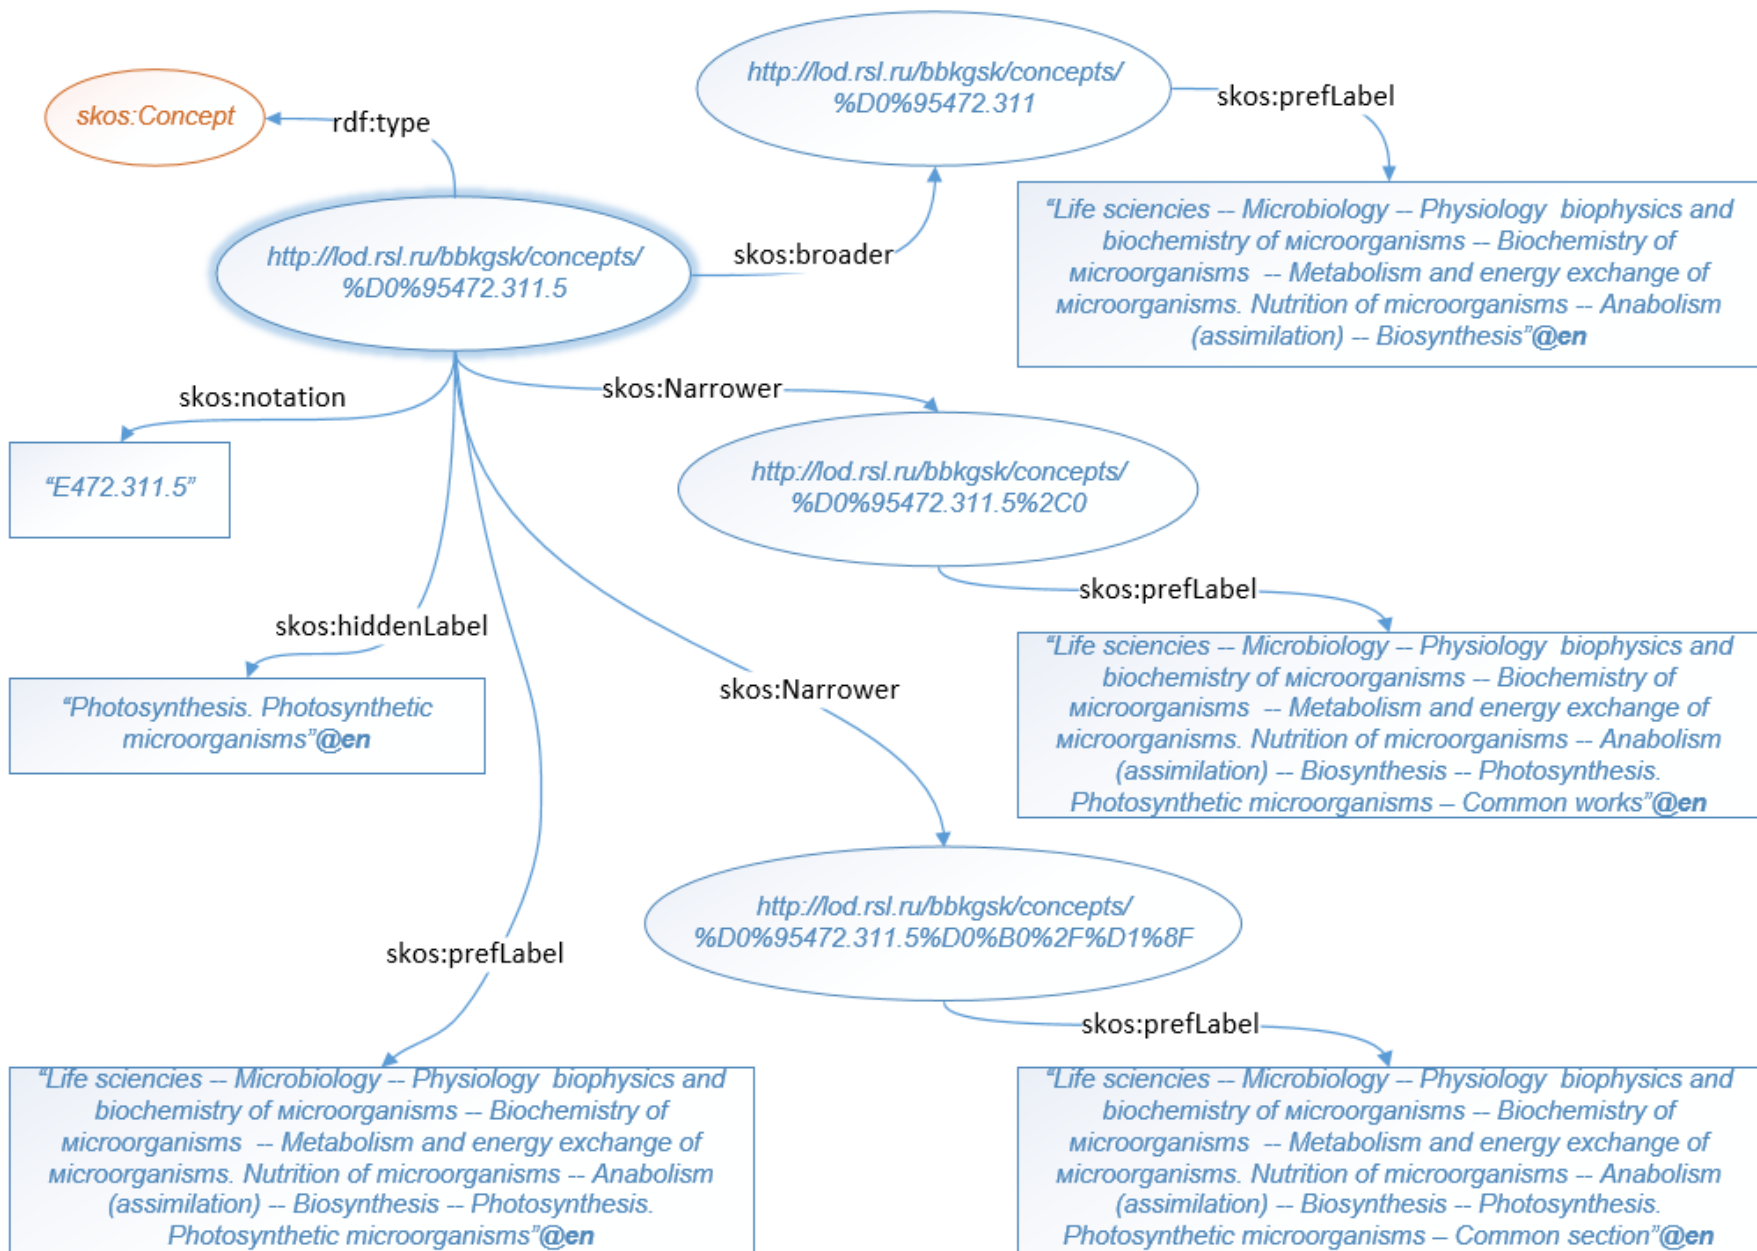 skos:Concept
rdf:type
http://lod.rsl.ru/bbkgsk/concepts/
%D0%95472.311
skos:prefLabel
"Life sciencies -- Microbiology -- Physiology  biophysics and
biochemistry of мicroorganisms -- Biochemistry of
мicroorganisms  -- Metabolism and energy exchange of
мicroorganisms. Nutrition of microorganisms -- Anabolism
(assimilation) -- Biosynthesis"@en
http://lod.rsl.ru/bbkgsk/concepts/
%D0%95472.311.5
skos:broader
skos:notation
"E472.311.5"
skos:Narrower
http://lod.rsl.ru/bbkgsk/concepts/
%D0%95472.311.5%2C0
skos:prefLabel
"Life sciencies -- Microbiology -- Physiology  biophysics and
biochemistry of мicroorganisms -- Biochemistry of
мicroorganisms  -- Metabolism and energy exchange of
мicroorganisms. Nutrition of microorganisms -- Anabolism
(assimilation) -- Biosynthesis -- Photosynthesis.
Photosynthetic microorganisms – Common works"@en
skos:hiddenLabel
"Photosynthesis. Photosynthetic
microorganisms"@en
skos:Narrower
http://lod.rsl.ru/bbkgsk/concepts/
%D0%95472.311.5%D0%B0%2F%D1%8F
skos:prefLabel
"Life sciencies -- Microbiology -- Physiology  biophysics and
biochemistry of мicroorganisms -- Biochemistry of
мicroorganisms  -- Metabolism and energy exchange of
мicroorganisms. Nutrition of microorganisms -- Anabolism
(assimilation) -- Biosynthesis -- Photosynthesis.
Photosynthetic microorganisms"@en
skos:prefLabel
"Life sciencies -- Microbiology -- Physiology  biophysics and
biochemistry of мicroorganisms -- Biochemistry of
мicroorganisms  -- Metabolism and energy exchange of
мicroorganisms. Nutrition of microorganisms -- Anabolism
(assimilation) -- Biosynthesis -- Photosynthesis.
Photosynthetic microorganisms – Common section"@en